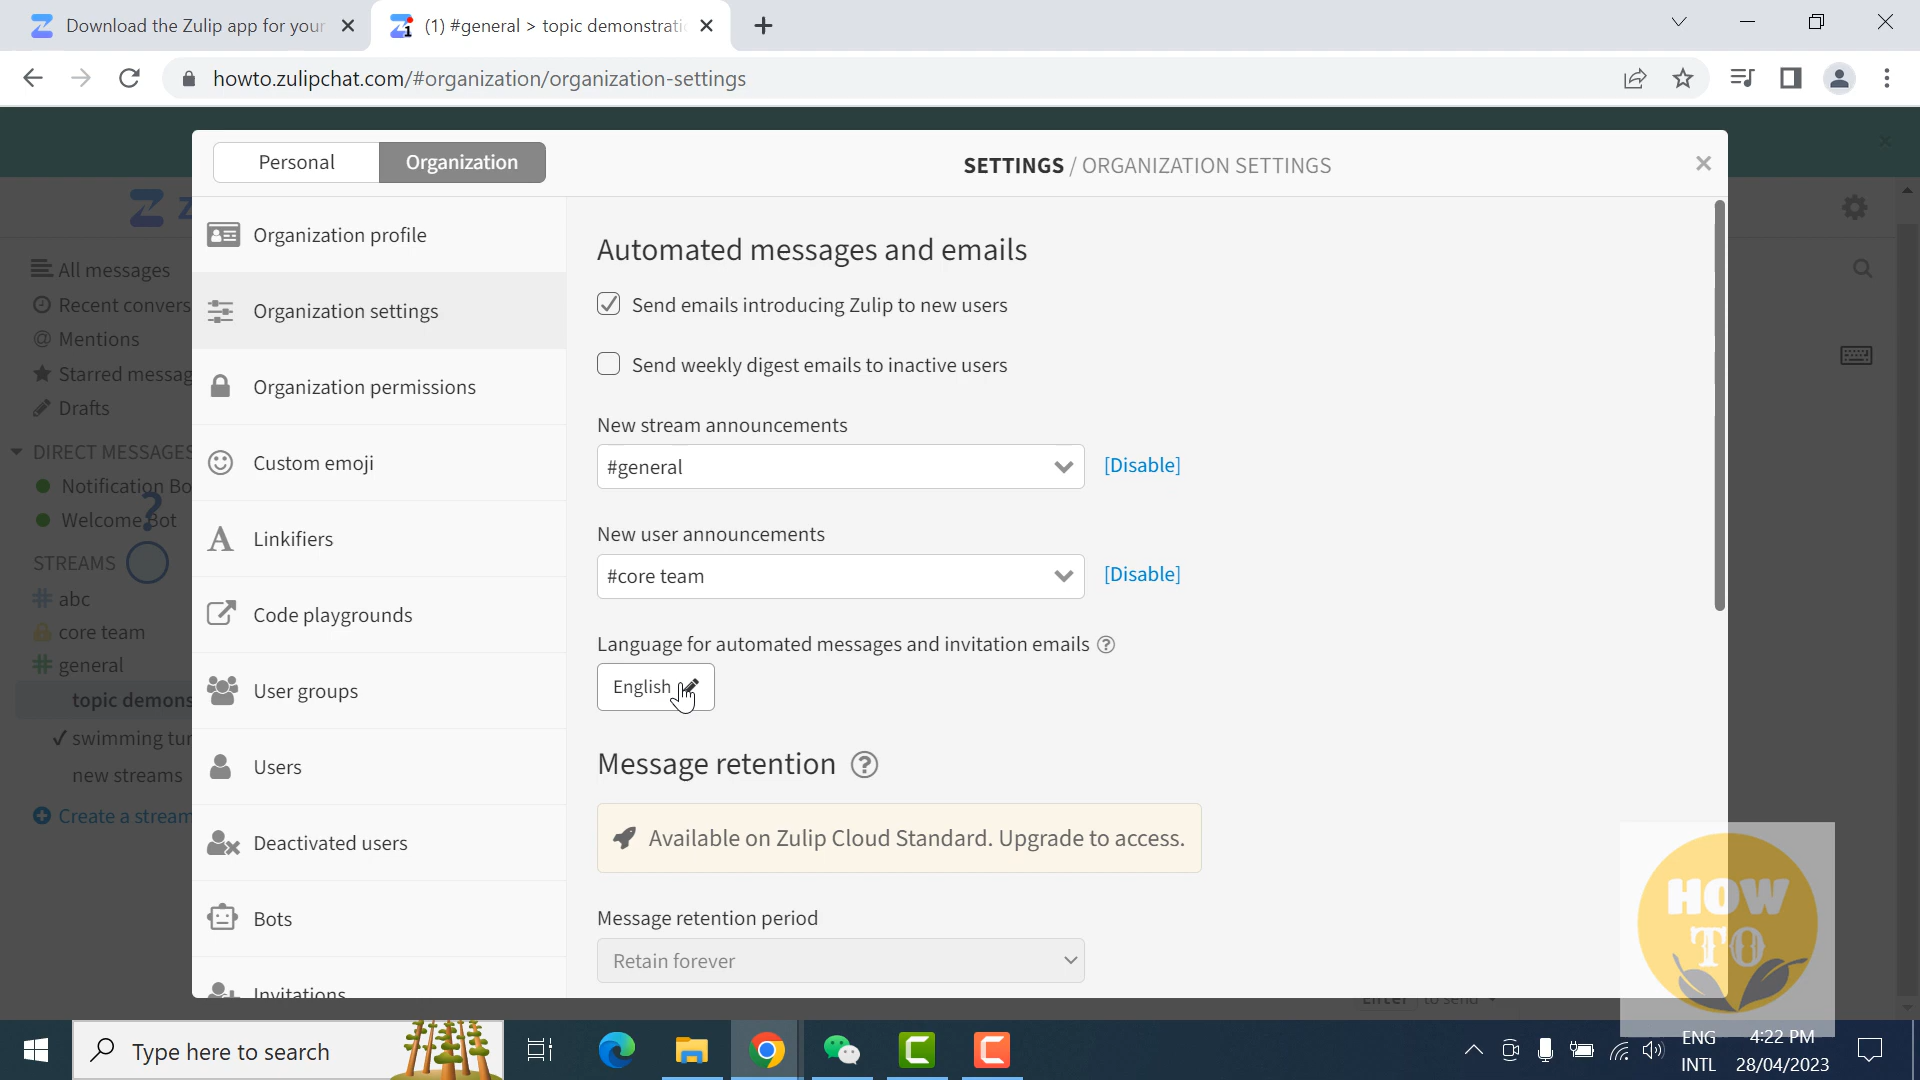 Download the Zulip app for your
(1) #general > topic demonstrati
howto.zulipchat.com/#organization/organization-settings
Personal
Organization
SETTINGS / ORGANIZATION SETTINGS
All messages
Recent convers
@ Mentions
Starred messag
Drafts
DIRECT MESSAGES
Notification Bo
Welcome Bot
?
STREAMS
# abc
core team
# general
topic demons
✓ swimming tur
new streams
Create a stream
Organization profile
Organization settings
Organization permissions
Custom emoji
Linkifiers
Code playgrounds
User groups
Users
Deactivated users
Bots
Invitations
Automated messages and emails
Send emails introducing Zulip to new users
Send weekly digest emails to inactive users
New stream announcements
#general
[Disable]
New user announcements
#core team
[Disable]
Language for automated messages and invitation emails ?
English
Message retention ?
Available on Zulip Cloud Standard. Upgrade to access.
Message retention period
Retain forever
Enter to send
HOW
TO
Type here to search
ENG
INTL
4:22 PM
28/04/2023